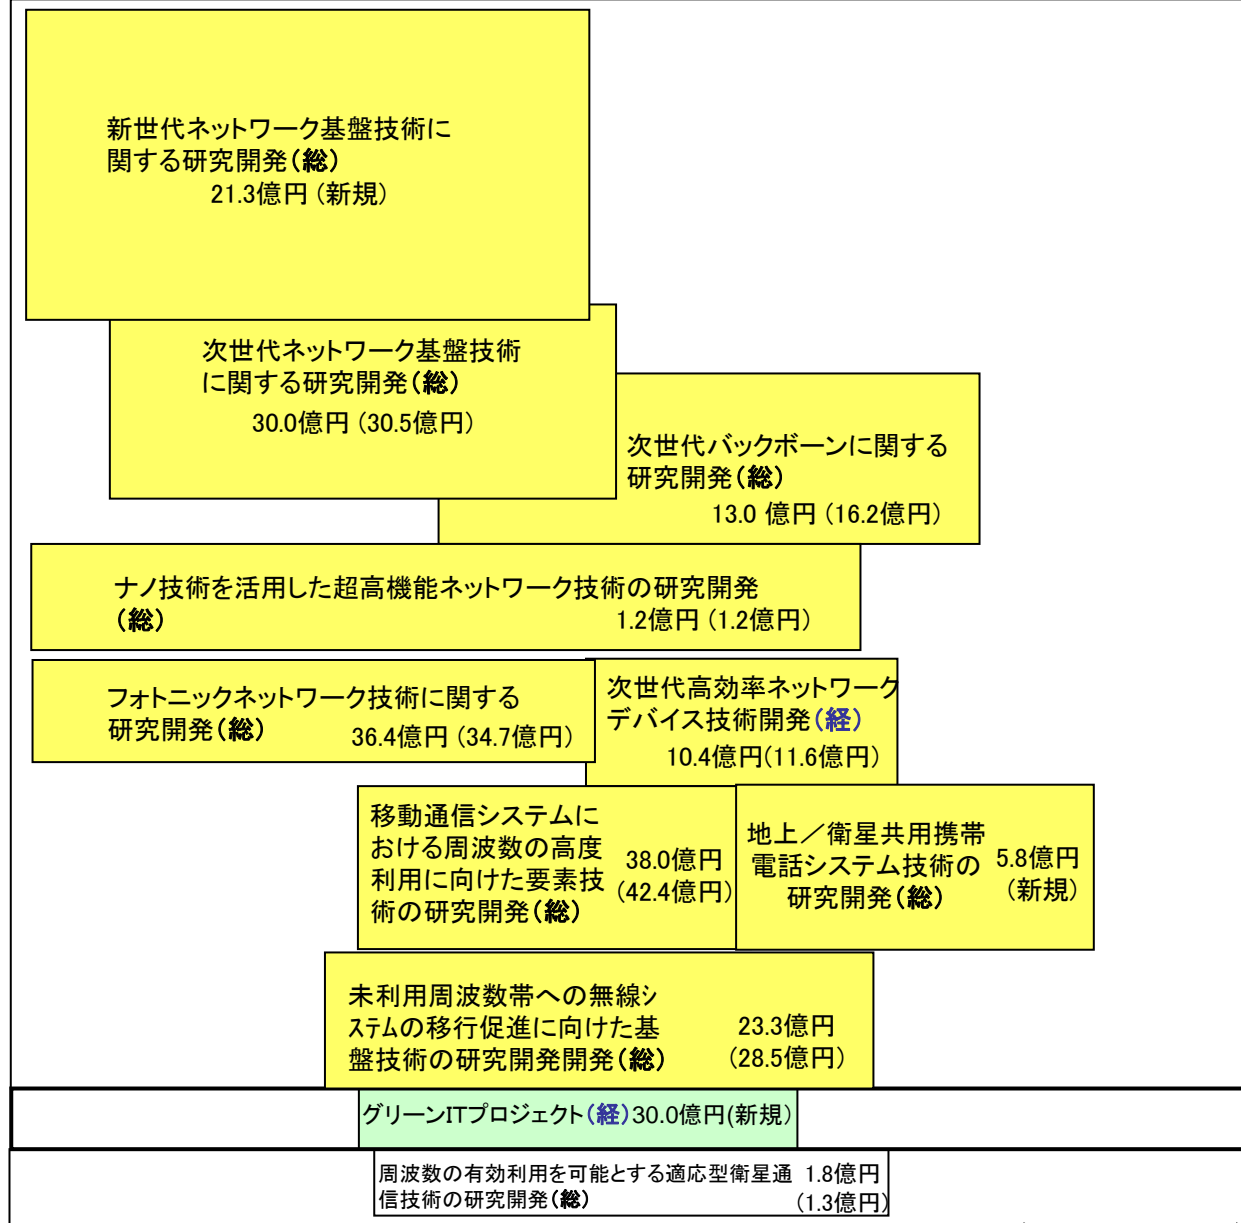 新世代ネットワーク基盤技術に
関する研究開発(総)
21.3億円 (新規)
次世代ネットワーク基盤技術
に関する研究開発(総)
30.0億円 (30.5億円)
次世代バックボーンに関する
研究開発(総)
13.0 億円 (16.2億円)
ナノ技術を活用した超高機能ネットワーク技術の研究開発
(総) 1.2億円 (1.2億円)
フォトニックネットワーク技術に関する
研究開発(総) 36.4億円 (34.7億円)
次世代高効率ネットワーク
デバイス技術開発(経)
10.4億円(11.6億円)
移動通信システムに
おける周波数の高度
利用に向けた要素技
術の研究開発(総)
38.0億円
(42.4億円)
地上/衛星共用携帯
電話システム技術の
研究開発(総)
5.8億円
(新規)
未利用周波数帯への無線シ
ステムの移行促進に向けた基
盤技術の研究開発開発(総)
23.3億円
(28.5億円)
グリーンITプロジェクト(経)30.0億円(新規)
周波数の有効利用を可能とする適応型衛星通
信技術の研究開発(総)
1.8億円
(1.3億円)